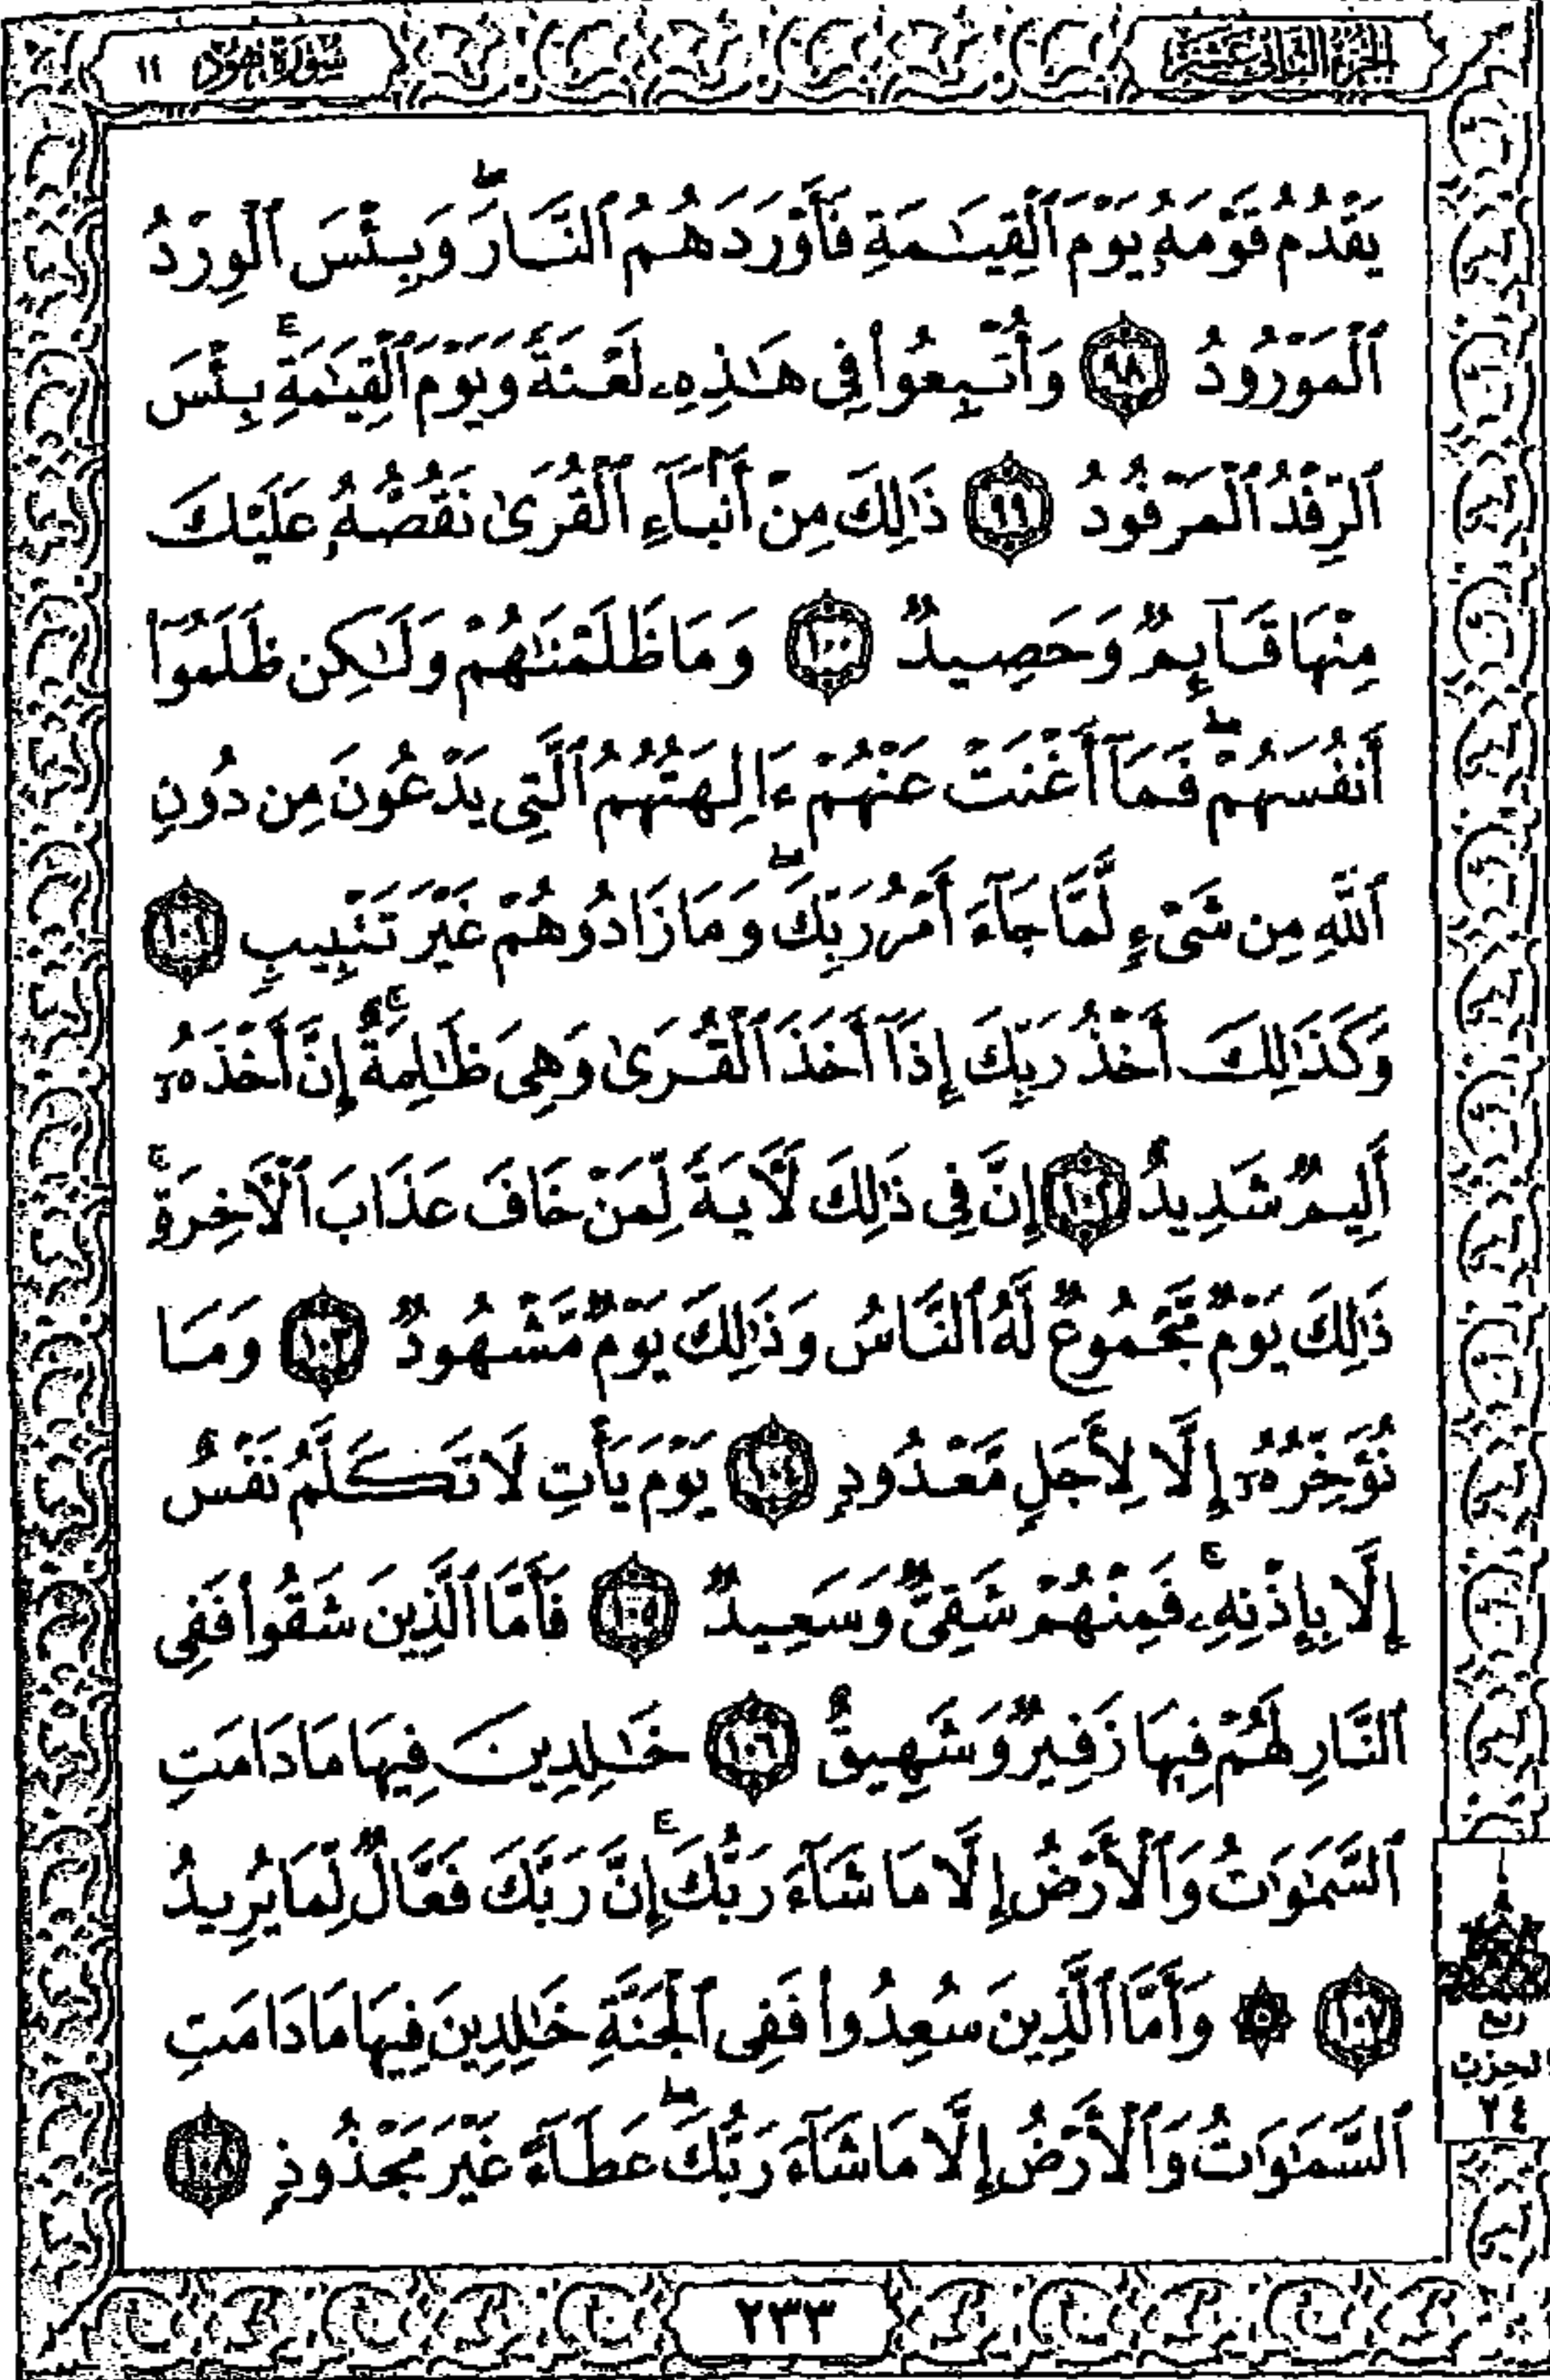 الجزء الثاني عشر
سورة هود ١١
يَقْدُمُ قَوْمَهُۥ يَوْمَ ٱلْقِيَـٰمَةِ فَأَوْرَدَهُمُ ٱلنَّارَ ۖ وَبِئْسَ ٱلْوِرْدُ
ٱلْمَوْرُودُ ٩٨ وَأُتْبِعُوا۟ فِى هَـٰذِهِۦ لَعْنَةً وَيَوْمَ ٱلْقِيَـٰمَةِ ۚ بِئْسَ
ٱلرِّفْدُ ٱلْمَرْفُودُ ٩٩ ذَٰلِكَ مِنْ أَنۢبَآءِ ٱلْقُرَىٰ نَقُصُّهُۥ عَلَيْكَ
مِنْهَا قَآئِمٌ وَحَصِيدٌ ١٠٠ وَمَا ظَلَمْنَـٰهُمْ وَلَـٰكِن ظَلَمُوٓا۟
أَنفُسَهُمْ ۖ فَمَآ أَغْنَتْ عَنْهُمْ ءَالِهَتُهُمُ ٱلَّتِى يَدْعُونَ مِن دُونِ
ٱللَّهِ مِن شَىْءٍ لَّمَّا جَآءَ أَمْرُ رَبِّكَ ۖ وَمَا زَادُوهُمْ غَيْرَ تَتْبِيبٍ ١٠١
وَكَذَٰلِكَ أَخْذُ رَبِّكَ إِذَآ أَخَذَ ٱلْقُرَىٰ وَهِىَ ظَـٰلِمَةٌ ۚ إِنَّ أَخْذَهُۥٓ
أَلِيمٌ شَدِيدٌ ١٠٢ إِنَّ فِى ذَٰلِكَ لَـَٔايَةً لِّمَنْ خَافَ عَذَابَ ٱلْـَٔاخِرَةِ ۚ
ذَٰلِكَ يَوْمٌ مَّجْمُوعٌ لَّهُ ٱلنَّاسُ وَذَٰلِكَ يَوْمٌ مَّشْهُودٌ ١٠٣ وَمَا
نُؤَخِّرُهُۥٓ إِلَّا لِأَجَلٍ مَّعْدُودٍ ١٠٤ يَوْمَ يَأْتِ لَا تَكَلَّمُ نَفْسٌ
إِلَّا بِإِذْنِهِۦ ۚ فَمِنْهُمْ شَقِىٌّ وَسَعِيدٌ ١٠٥ فَأَمَّا ٱلَّذِينَ شَقُوا۟ فَفِى
ٱلنَّارِ لَهُمْ فِيهَا زَفِيرٌ وَشَهِيقٌ ١٠٦ خَـٰلِدِينَ فِيهَا مَا دَامَتِ
ٱلسَّمَـٰوَٰتُ وَٱلْأَرْضُ إِلَّا مَا شَآءَ رَبُّكَ ۚ إِنَّ رَبَّكَ فَعَّالٌ لِّمَا يُرِيدُ
١٠٧ ۞ وَأَمَّا ٱلَّذِينَ سُعِدُوا۟ فَفِى ٱلْجَنَّةِ خَـٰلِدِينَ فِيهَا مَا دَامَتِ
ٱلسَّمَـٰوَٰتُ وَٱلْأَرْضُ إِلَّا مَا شَآءَ رَبُّكَ ۖ عَطَآءً غَيْرَ مَجْذُوذٍ ١٠٨
ربع
الحزب
٢٤
٢٣٣